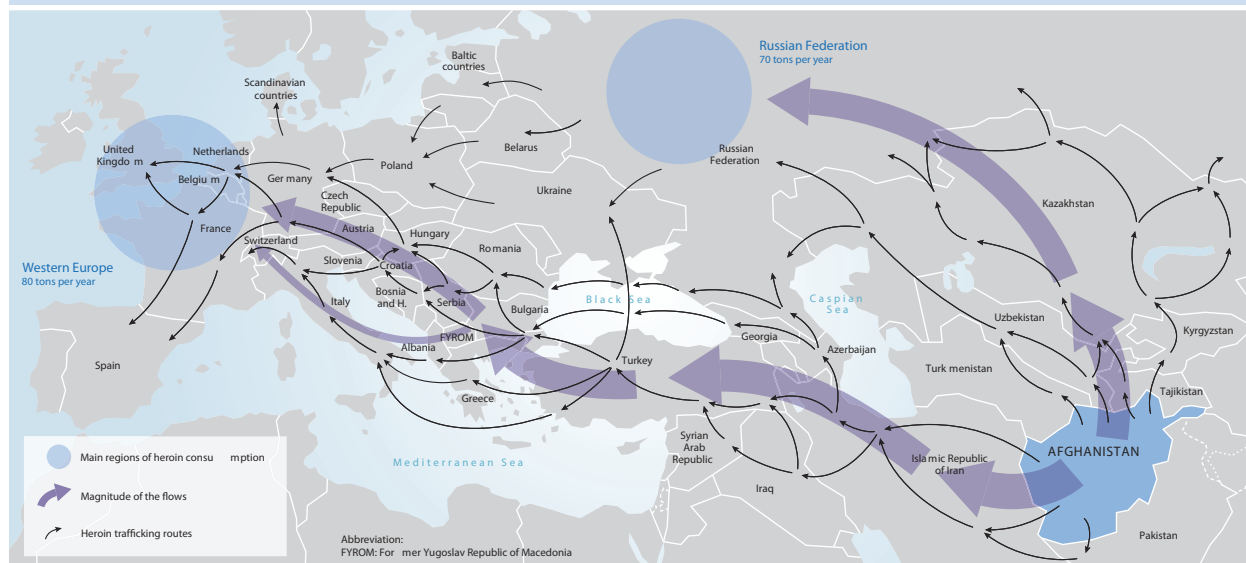 Russian Federation
70 tons per year
Baltic
countries
Scandinavian
countries
United
Kingdo m
Netherlands
Belgiu m
Ger many
Poland
Belarus
Russian
Federation
Ukraine
Czech
Republic
Kazakhstan
France
Austria
Hungary
Switzerland
Romania
Western Europe
80 tons per year
Slovenia
Croatia
Bosnia
and H.
Serbia
Italy
Bulgaria
Black Sea
Caspian
Sea
Uzbekistan
Kyrgyzstan
Georgia
FYROM
Albania
Azerbaijan
Spain
Turkey
Turk menistan
Tajikistan
Greece
Syrian
Arab
Republic
Islamic Republic
of Iran
AFGHANISTAN
Mediterranean Sea
Iraq
Pakistan
Main regions of heroin consu mption
Magnitude of the flows
Heroin trafficking routes
Abbreviation:
FYROM: For mer Yugoslav Republic of Macedonia